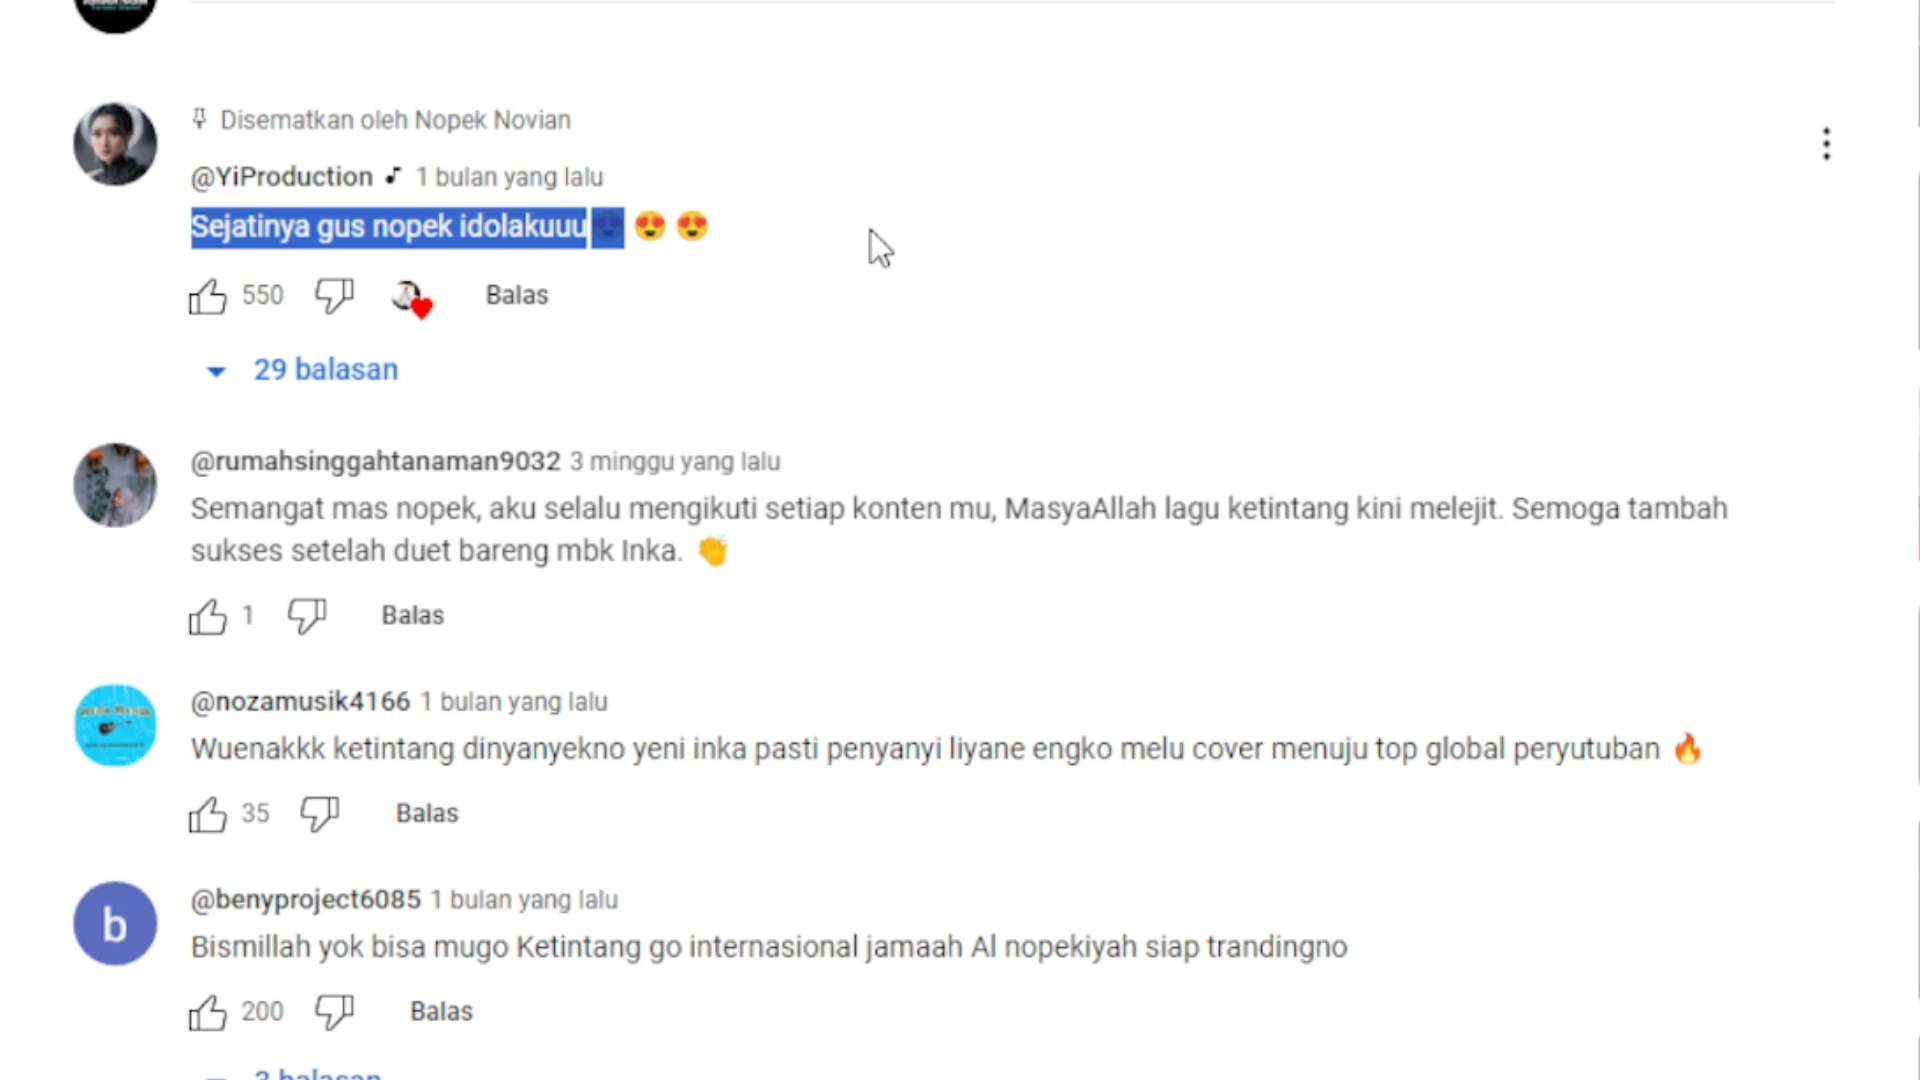 Disematkan oleh Nopek Novian
@YiProduction 1 bulan yang lalu
Sejatinya gus nopek idolakuuu😍 😍 😍
550 Balas
29 balasan
@rumahsinggahtanaman9032 3 minggu yang lalu
Semangat mas nopek, aku selalu mengikuti setiap konten mu, MasyaAllah lagu ketintang kini melejit. Semoga tambah
sukses setelah duet bareng mbk Inka. 👏
1 Balas
@nozamusik4166 1 bulan yang lalu
Wuenakkk ketintang dinyanyekno yeni inka pasti penyanyi liyane engko melu cover menuju top global peryutuban 🔥
35 Balas
@benyproject6085 1 bulan yang lalu
b
Bismillah yok bisa mugo Ketintang go internasional jamaah Al nopekiyah siap trandingno
200 Balas
3 balasan